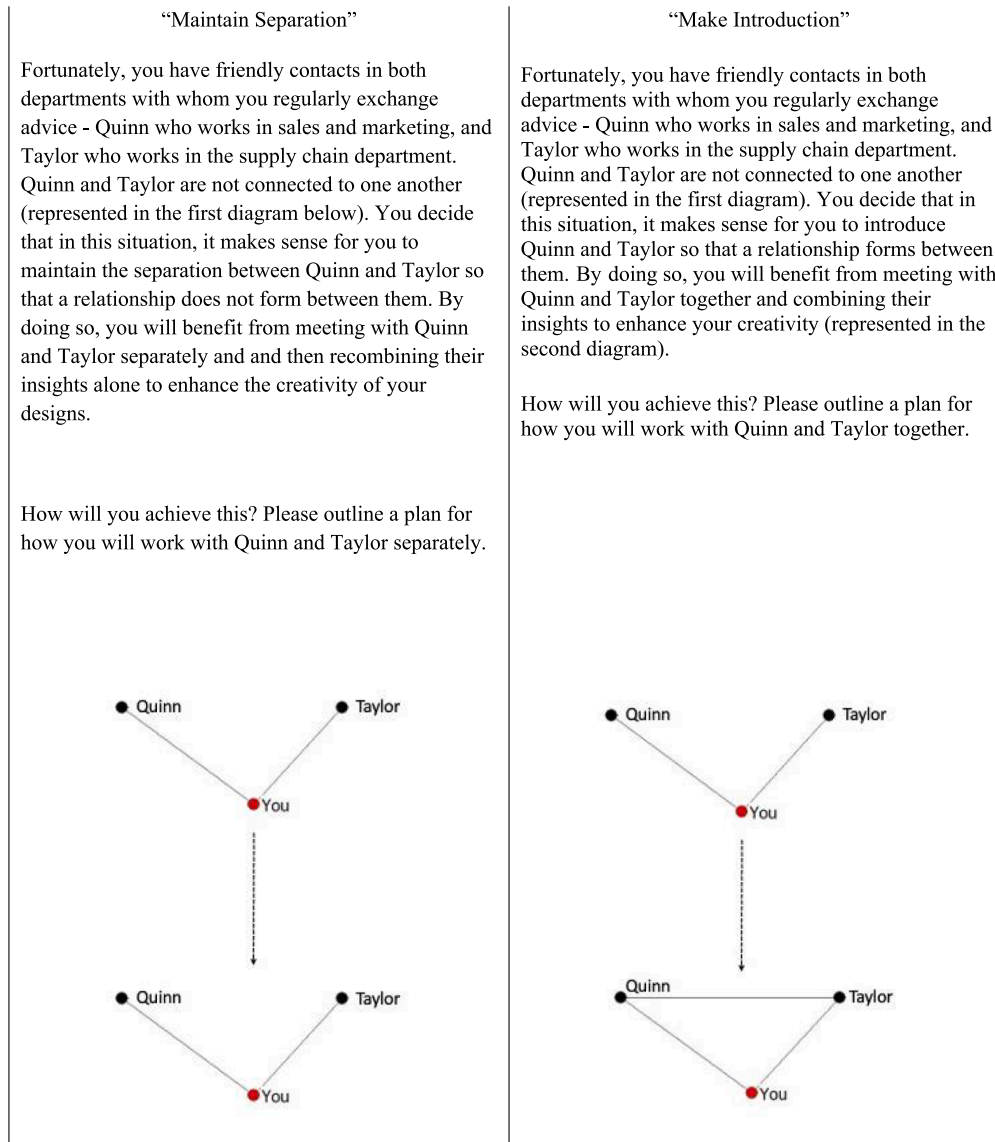 “Maintain Separation”
Fortunately, you have friendly contacts in both
departments with whom you regularly exchange
advice - Quinn who works in sales and marketing, and
Taylor who works in the supply chain department.
Quinn and Taylor are not connected to one another
(represented in the first diagram below). You decide
that in this situation, it makes sense for you to
maintain the separation between Quinn and Taylor so
that a relationship does not form between them. By
doing so, you will benefit from meeting with Quinn
and Taylor separately and and then recombining their
insights alone to enhance the creativity of your
designs.
How will you achieve this? Please outline a plan for
how you will work with Quinn and Taylor separately.
Quinn
Taylor
You
Quinn
Taylor
You
“Make Introduction”
Fortunately, you have friendly contacts in both
departments with whom you regularly exchange
advice - Quinn who works in sales and marketing, and
Taylor who works in the supply chain department.
Quinn and Taylor are not connected to one another
(represented in the first diagram). You decide that in
this situation, it makes sense for you to introduce
Quinn and Taylor so that a relationship forms between
them. By doing so, you will benefit from meeting with
Quinn and Taylor together and combining their
insights to enhance your creativity (represented in the
second diagram).
How will you achieve this? Please outline a plan for
how you will work with Quinn and Taylor together.
Quinn
Taylor
You
Quinn
Taylor
You